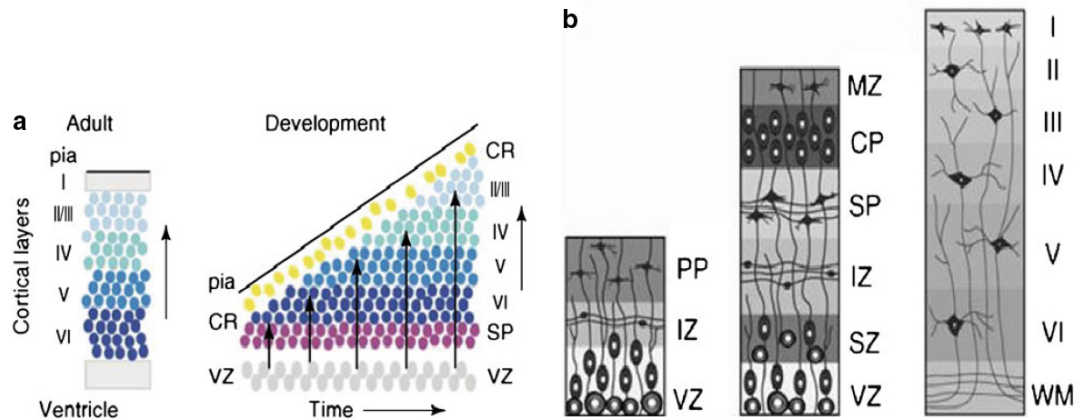 a
Adult
pia
I
II/III
IV
V
VI
Cortical layers
Ventricle
Development
pia
CR
VZ
CR
II/III
IV
V
VI
SP
VZ
Time
b
PP
IZ
VZ
MZ
CP
SP
IZ
SZ
VZ
I
II
III
IV
V
VI
WM